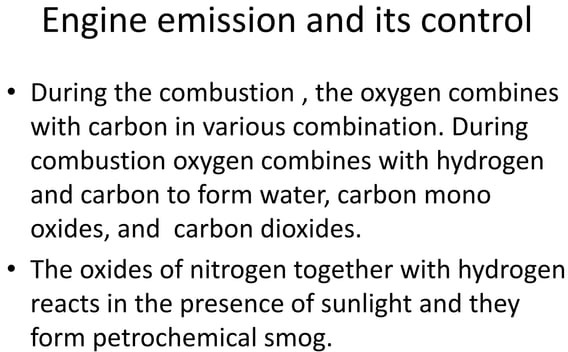 Engine emission and its control
• During the combustion , the oxygen combines
with carbon in various combination. During
combustion oxygen combines with hydrogen
and carbon to form water, carbon mono
oxides, and  carbon dioxides.
• The oxides of nitrogen together with hydrogen
reacts in the presence of sunlight and they
form petrochemical smog.